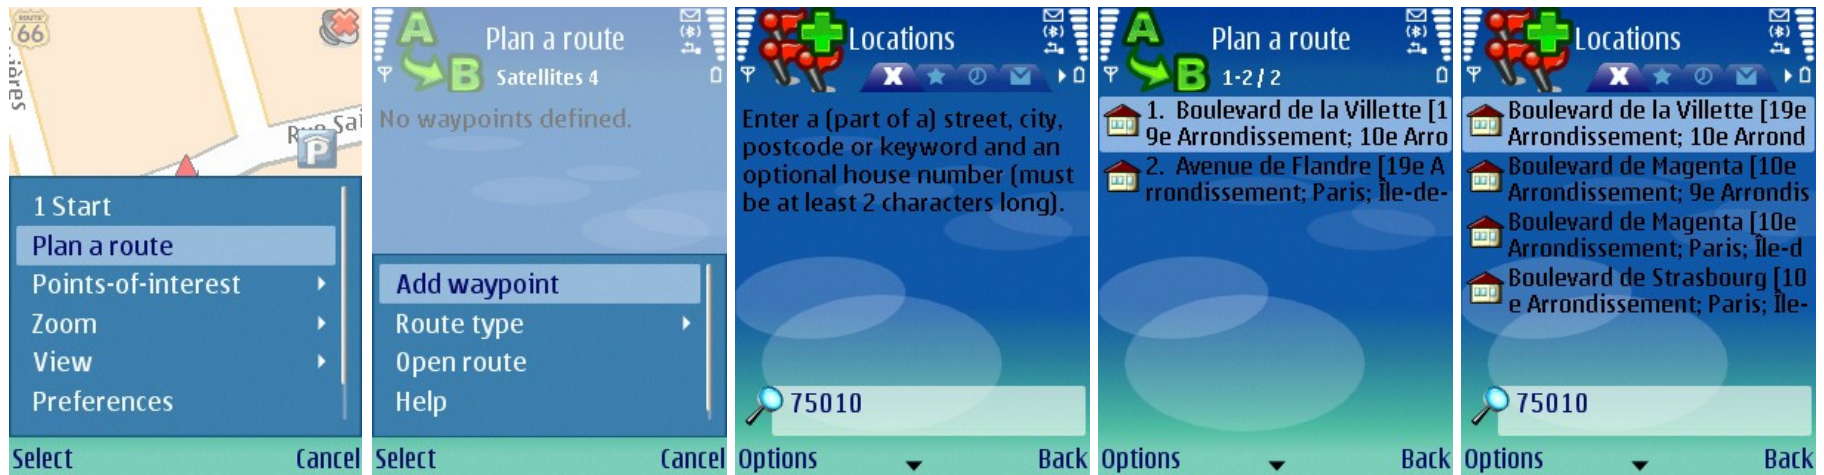 ROUTE
66
ières
Rue Sai
P
1 Start
Plan a route
Points-of-interest
Zoom
View
Preferences
Select Cancel
A
B
Plan a route
Satellites 4
No waypoints defined.
Add waypoint
Route type
Open route
Help
Select Cancel
Locations
Enter a (part of a) street, city,
postcode or keyword and an
optional house number (must
be at least 2 characters long).
75010
Options Back
A
B
Plan a route
1-2/2
1. Boulevard de la Villette [1
9e Arrondissement; 10e Arro
2. Avenue de Flandre [19e A
rrondissement; Paris; Île-de-
Options Back
Locations
Boulevard de la Villette [19e
Arrondissement; 10e Arrond
Boulevard de Magenta [10e
Arrondissement; 9e Arrondis
Boulevard de Magenta [10e
Arrondissement; Paris; Île-d
Boulevard de Strasbourg [10
e Arrondissement; Paris; Île-
75010
Options Back